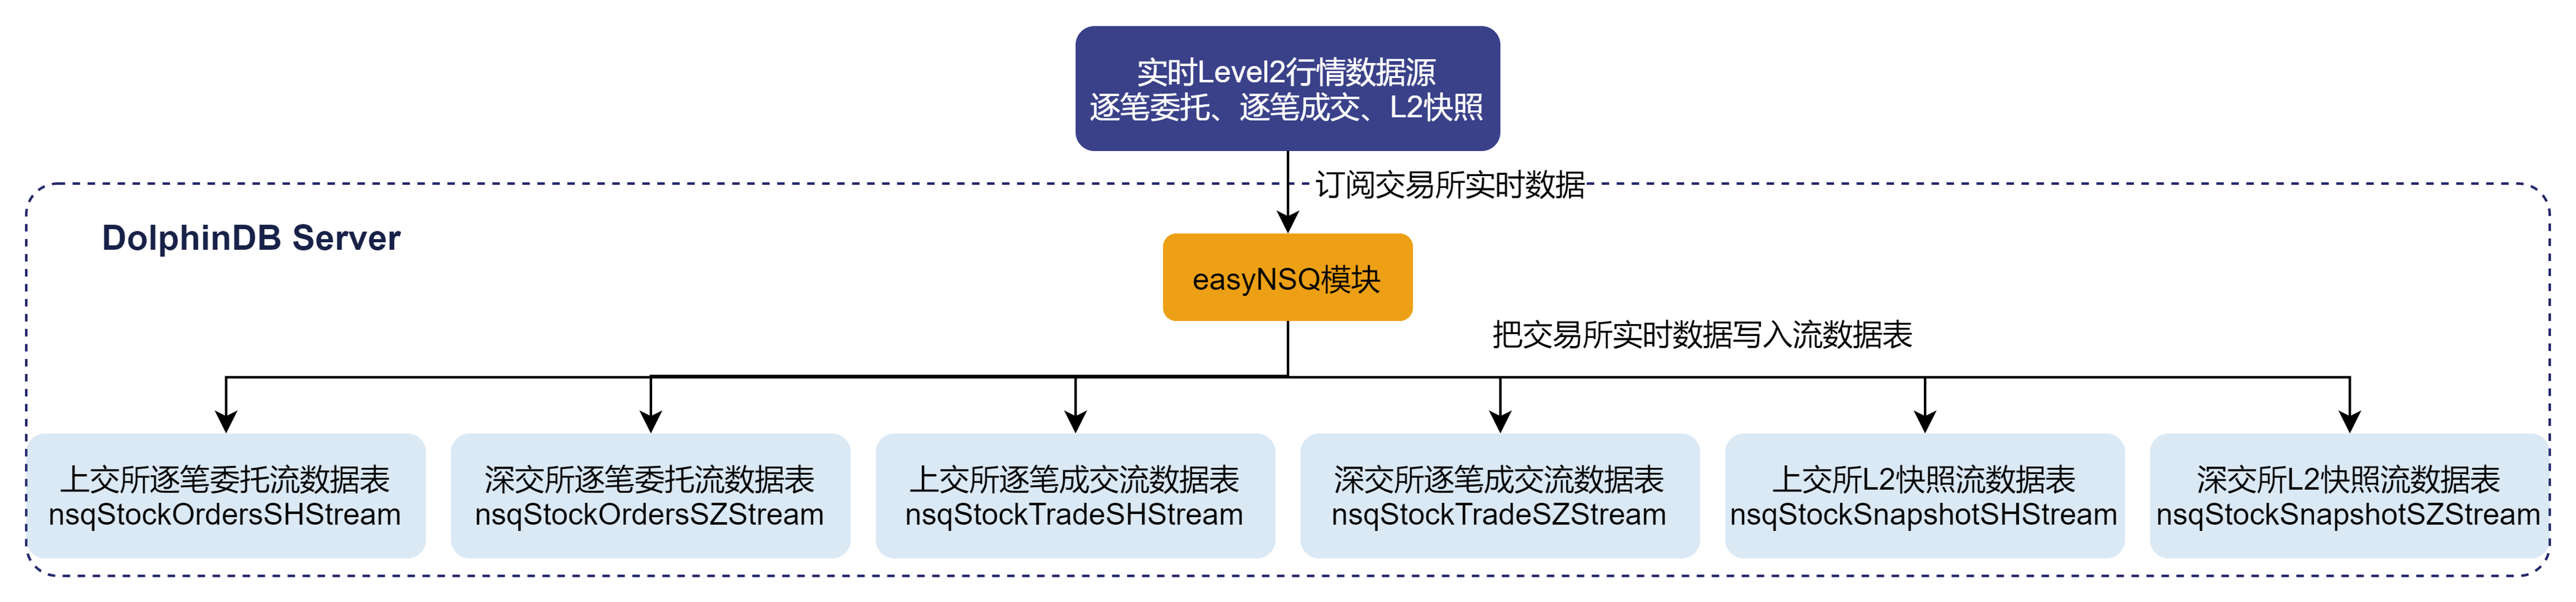 实时Level2行情数据源
逐笔委托、逐笔成交、L2快照
订阅交易所实时数据
DolphinDB Server
easyNSQ模块
把交易所实时数据写入流数据表
上交所逐笔委托流数据表
nsqStockOrdersSHStream
深交所逐笔委托流数据表
nsqStockOrdersSZStream
上交所逐笔成交流数据表
nsqStockTradeSHStream
深交所逐笔成交流数据表
nsqStockTradeSZStream
上交所L2快照流数据表
nsqStockSnapshotSHStream
深交所L2快照流数据表
nsqStockSnapshotSZStream